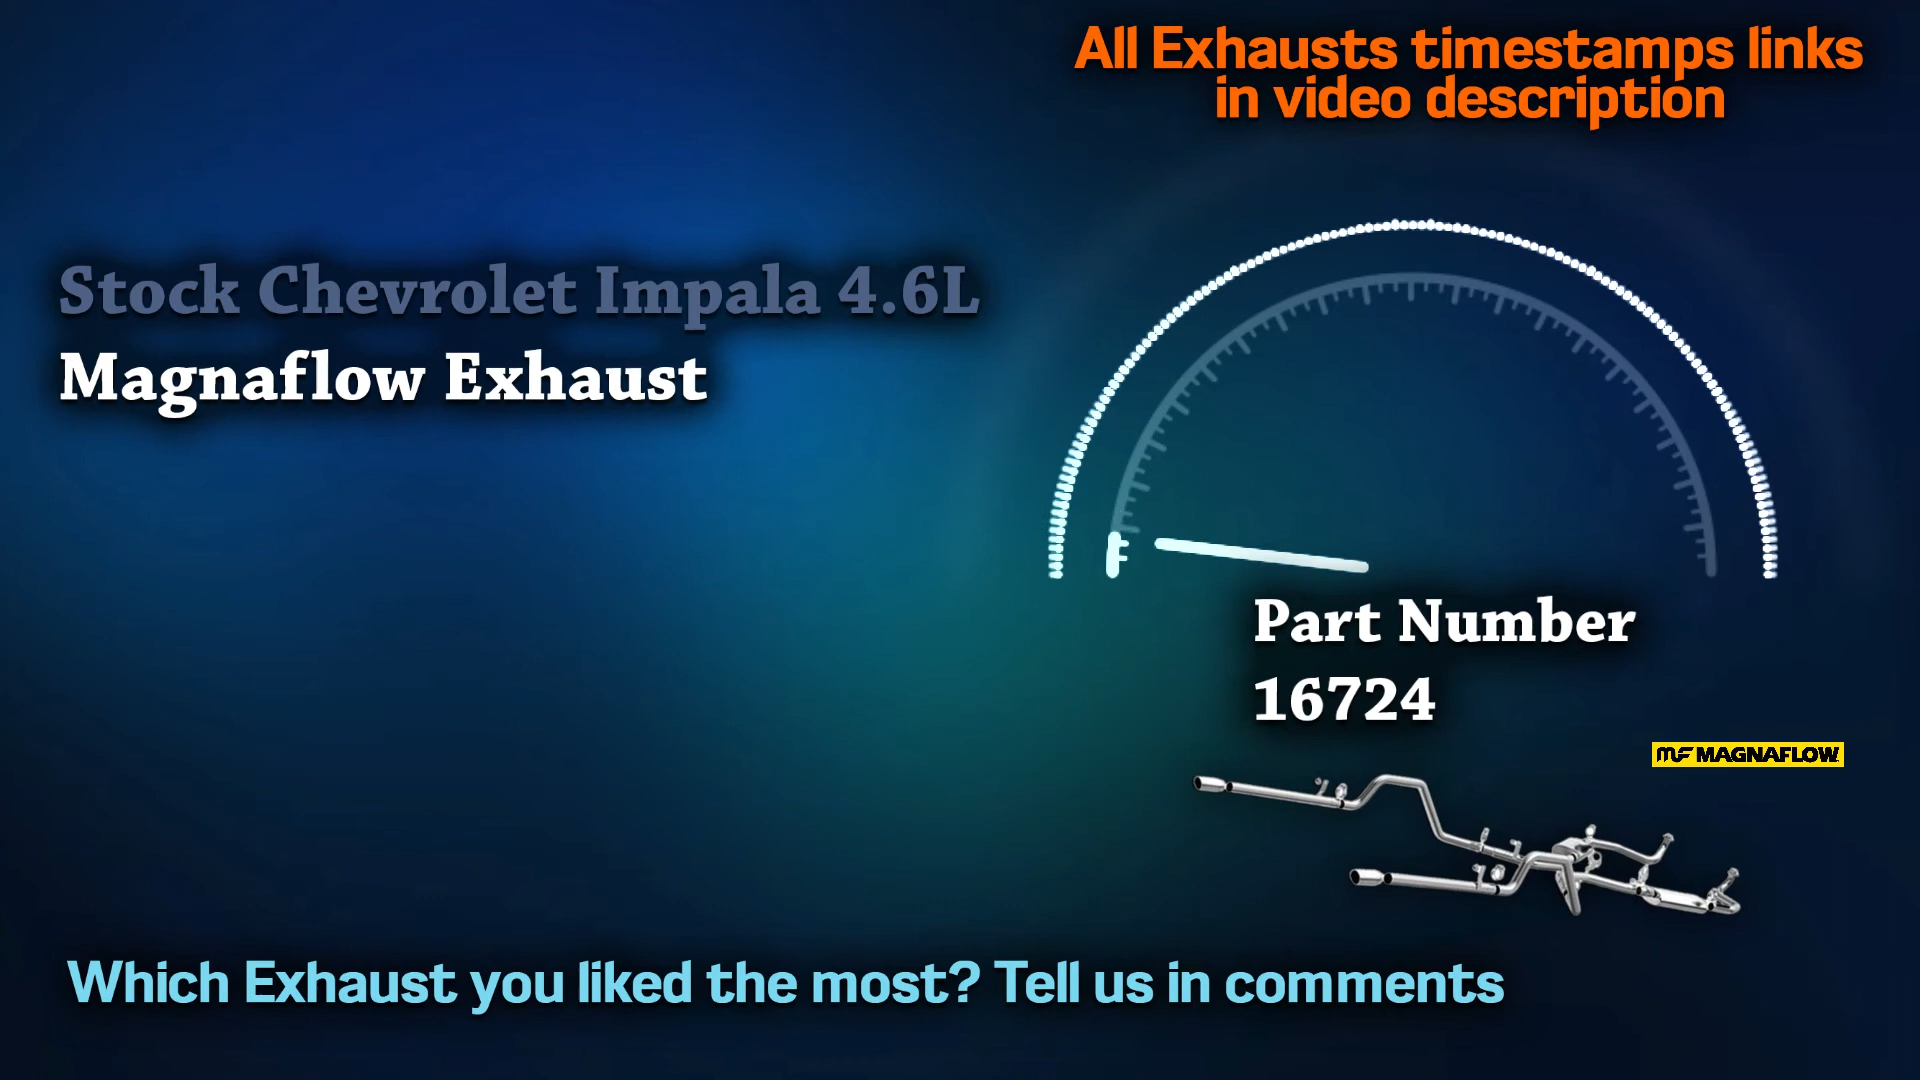 All Exhausts timestamps links
in video description
Stock Chevrolet Impala 4.6L
Magnaflow Exhaust
Part Number
16724
MF MAGNAFLOW
Which Exhaust you liked the most? Tell us in comments